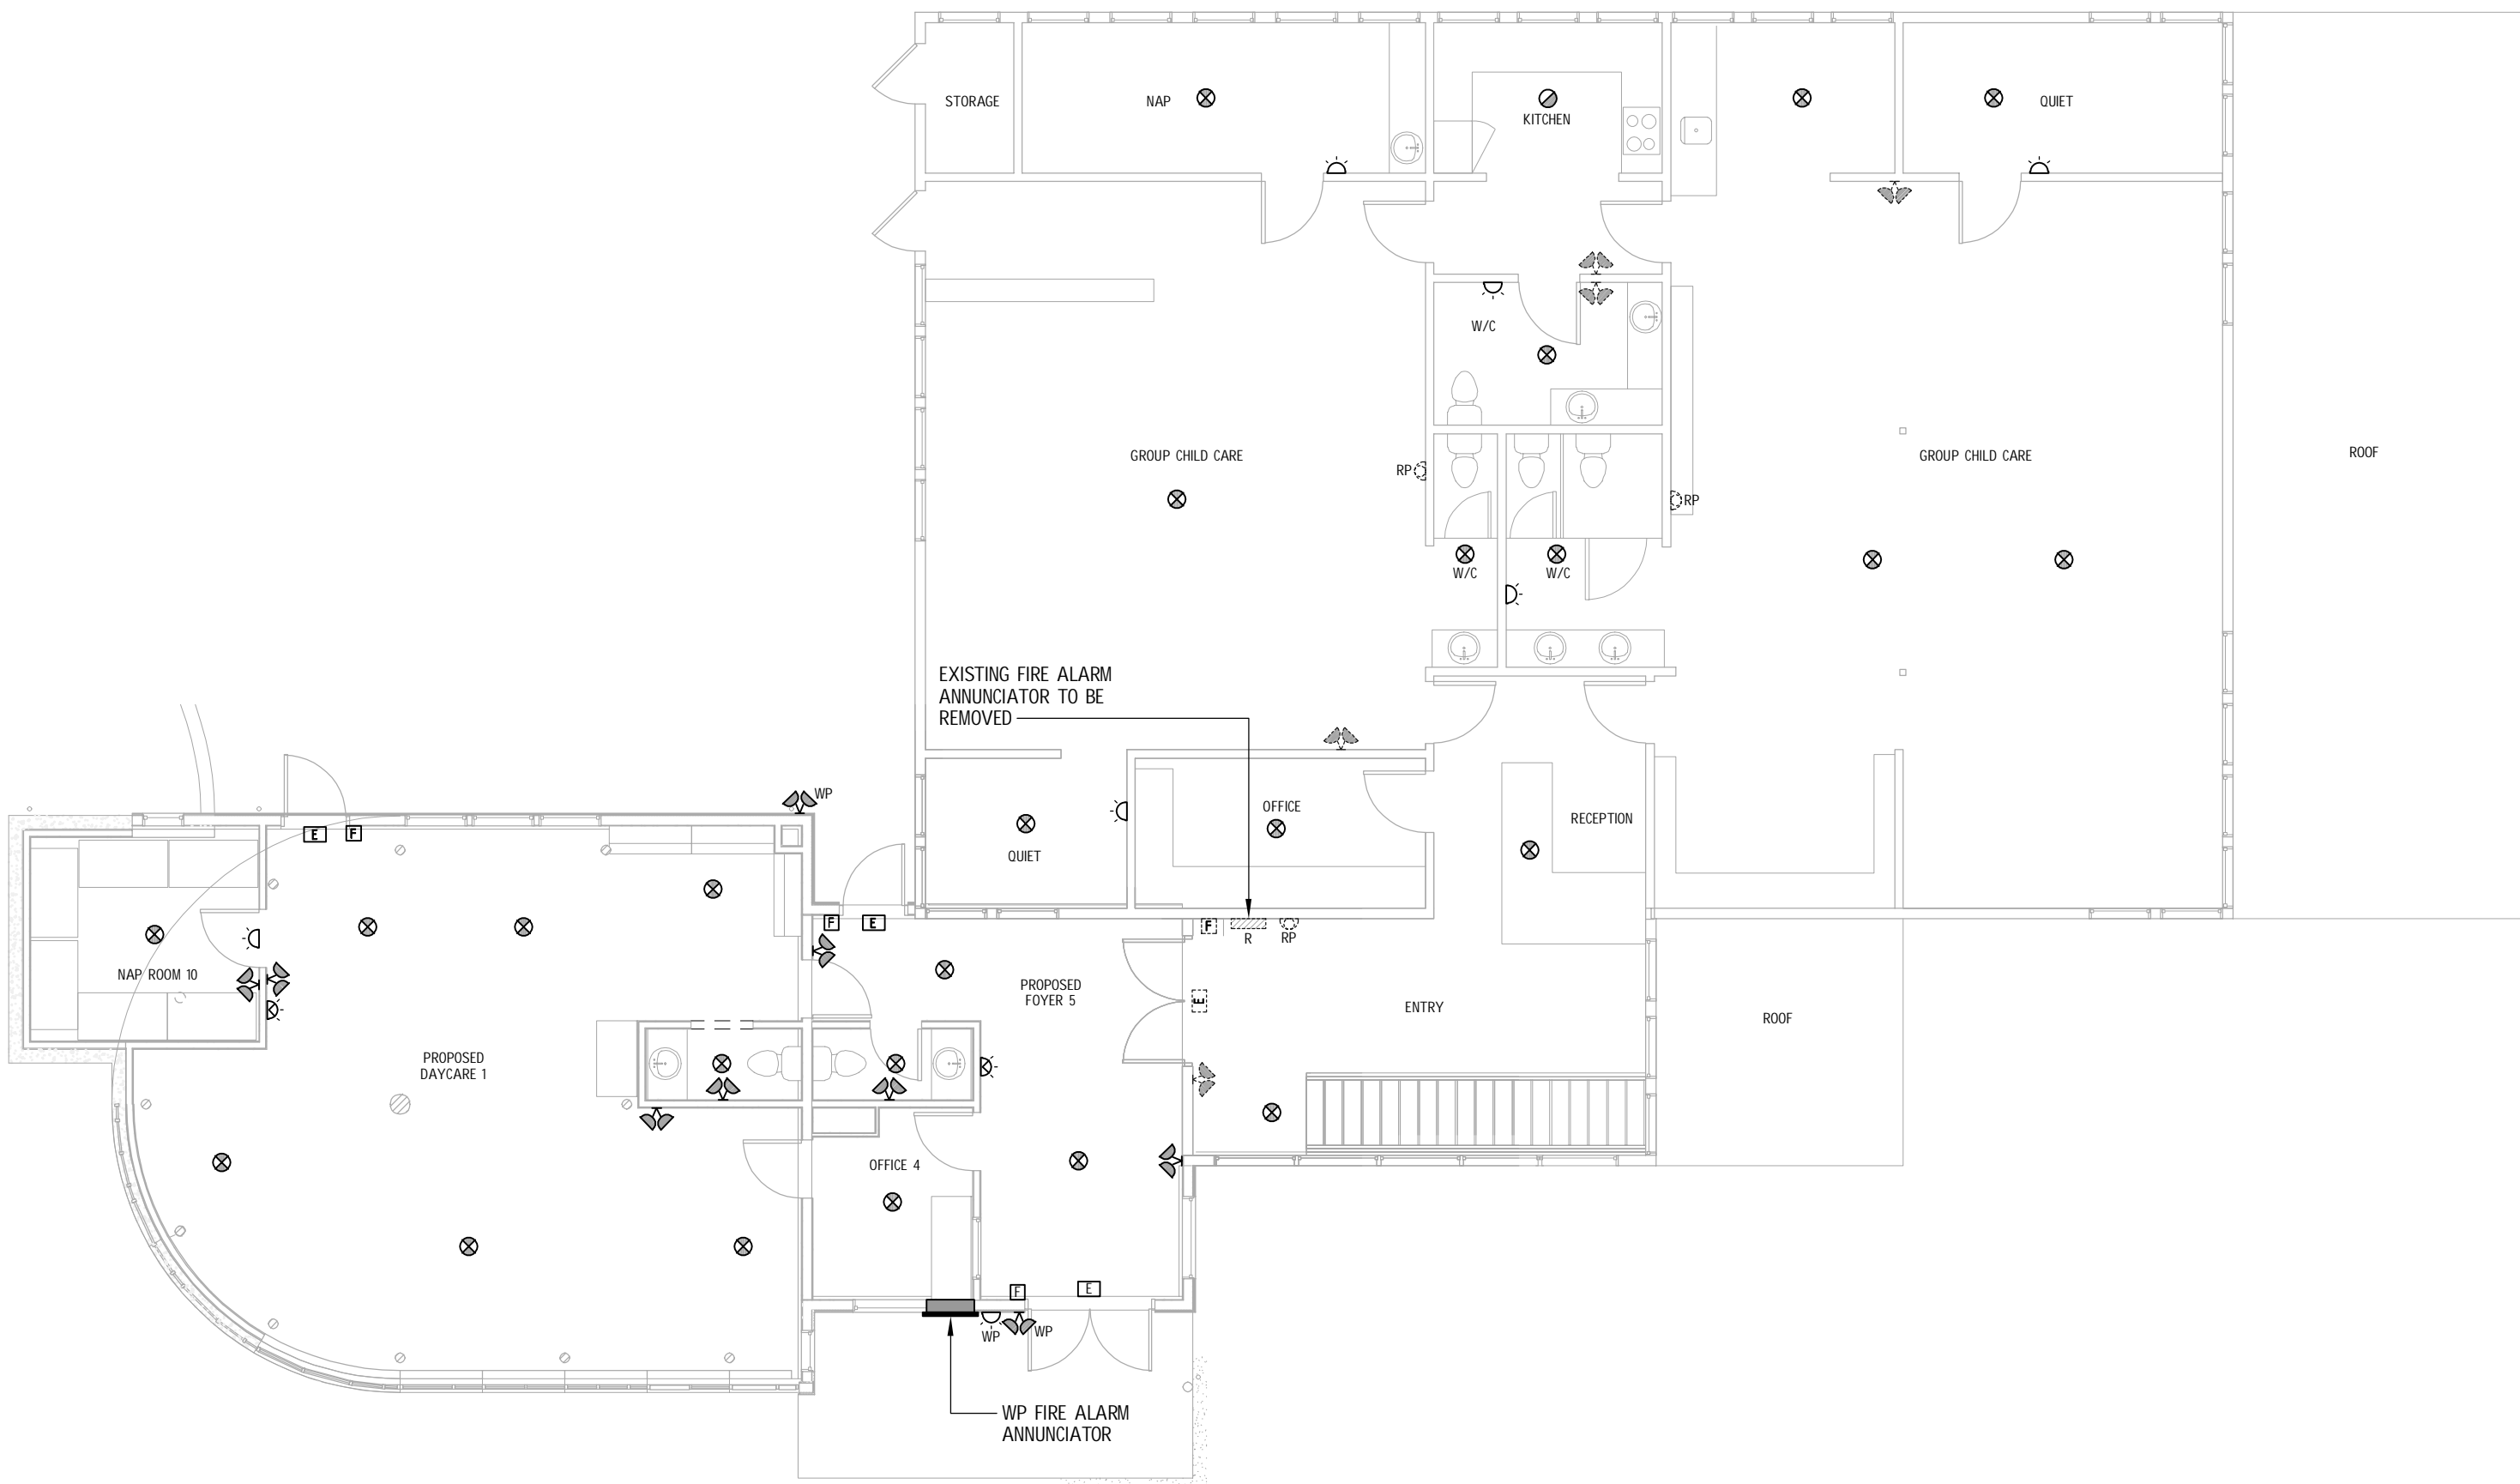 STORAGE
NAP
KITCHEN
QUIET
W/C
GROUP CHILD CARE
GROUP CHILD CARE
ROOF
RP
RP
W/C
W/C
EXISTING FIRE ALARM
ANNUNCIATOR TO BE
REMOVED
WP
OFFICE
RECEPTION
QUIET
E
F
F
E
F
R
RP
NAP ROOM 10
PROPOSED
FOYER 5
E
ENTRY
ROOF
PROPOSED
DAYCARE 1
OFFICE 4
F
E
WP
WP
WP FIRE ALARM
ANNUNCIATOR